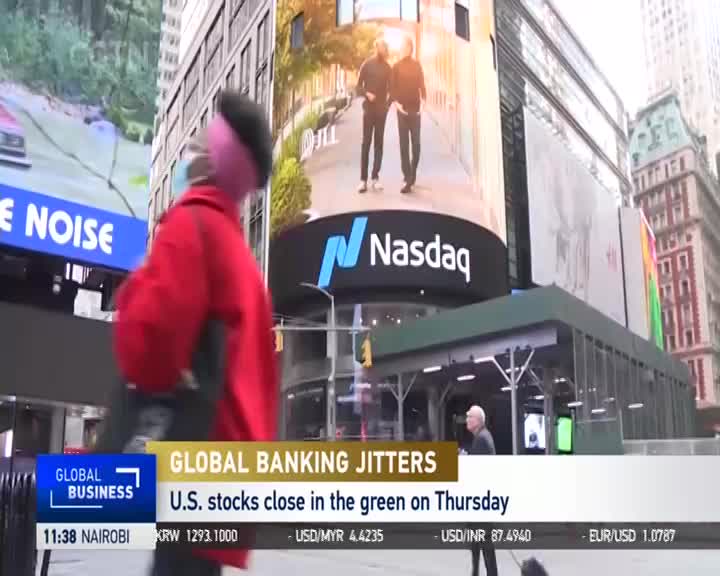 CGTN
E NOISE
JLL
Nasdaq
H&M
GLOBAL BANKING JITTERS
GLOBAL
BUSINESS
U.S. stocks close in the green on Thursday
11:38 NAIROBI
KRW 1293.1000 - USD/MYR 4.4235 - USD/INR 87.4940 - EUR/USD 1.0787